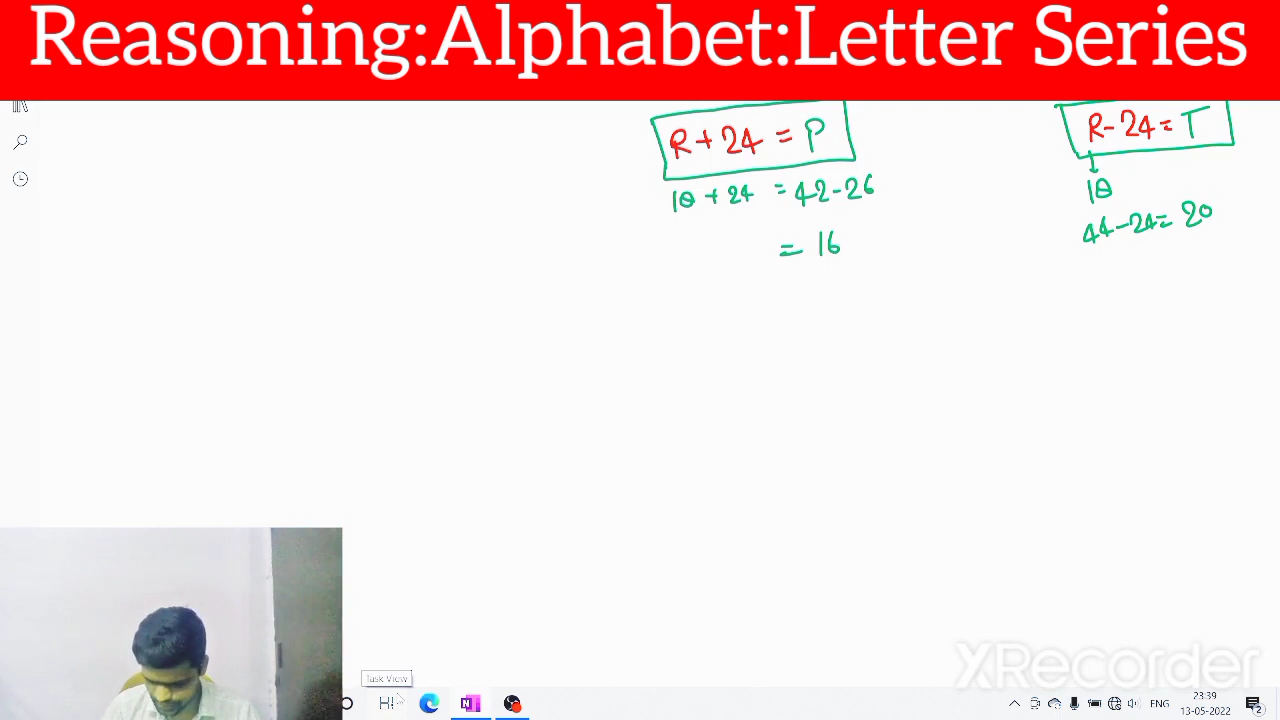 Reasoning:Alphabet:Letter Series
R + 24 = P
18 + 24 = 42 - 26
= 16
R - 24 = T
18
44 - 24 = 20
XRecorder
Task View
ENG
23:39
13-05-2022
2